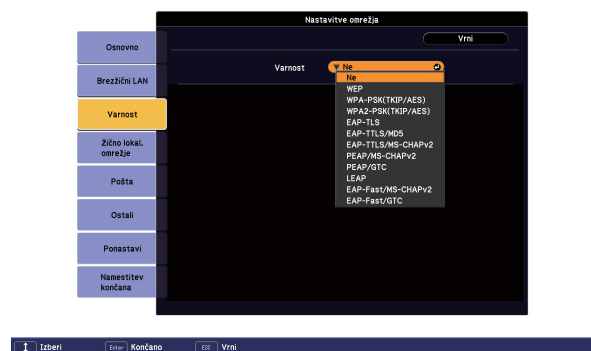 Nastavitve omrežja
Vrni
Osnovno
Brezžični LAN
Varnost
Žično lokal.
omrežje
Pošta
Ostali
Ponastavi
Namestitev
končana
Varnost
Ne
Ne
WEP
WPA-PSK(TKIP/AES)
WPA2-PSK(TKIP/AES)
EAP-TLS
EAP-TTLS/MD5
EAP-TTLS/MS-CHAPv2
PEAP/MS-CHAPv2
PEAP/GTC
LEAP
EAP-Fast/MS-CHAPv2
EAP-Fast/GTC
Izberi Enter Končano ESC Vrni